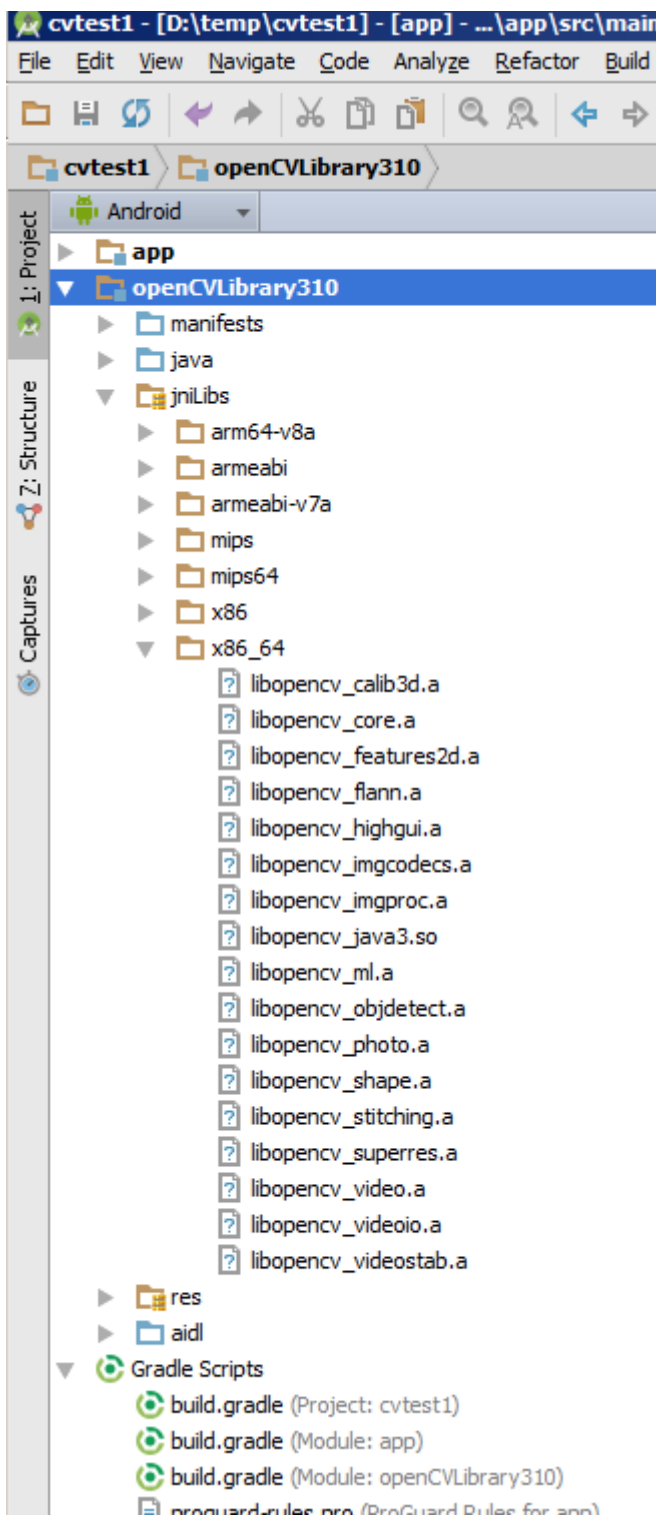 cvtest1 - [D:\temp\cvtest1] - [app] - ...\app\src\main
File Edit View Navigate Code Analyze Refactor Build
cvtest1 openCVLibrary310
1: Project
Android
app
openCVLibrary310
manifests
java
jniLibs
arm64-v8a
armeabi
armeabi-v7a
mips
mips64
x86
x86_64
libopencv_calib3d.a
libopencv_core.a
libopencv_features2d.a
libopencv_flann.a
libopencv_highgui.a
libopencv_imgcodecs.a
libopencv_imgproc.a
libopencv_java3.so
libopencv_ml.a
libopencv_objdetect.a
libopencv_photo.a
libopencv_shape.a
libopencv_stitching.a
libopencv_superres.a
libopencv_video.a
libopencv_videoio.a
libopencv_videostab.a
res
aidl
Gradle Scripts
build.gradle (Project: cvtest1)
build.gradle (Module: app)
build.gradle (Module: openCVLibrary310)
proguard-rules.pro (ProGuard Rules for app)
Z: Structure
Captures